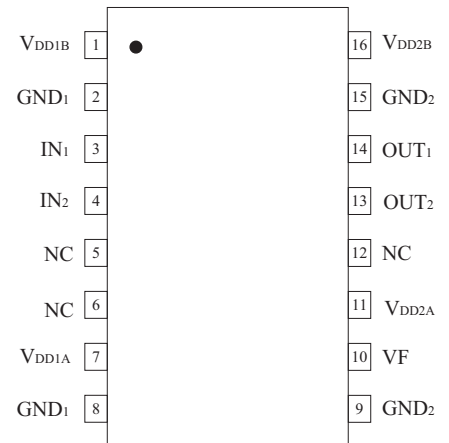 VDD1B 1 16 VDD2B
GND1 2 15 GND2
IN1 3 14 OUT1
IN2 4 13 OUT2
NC 5 12 NC
NC 6 11 VDD2A
VDD1A 7 10 VF
GND1 8 9 GND2